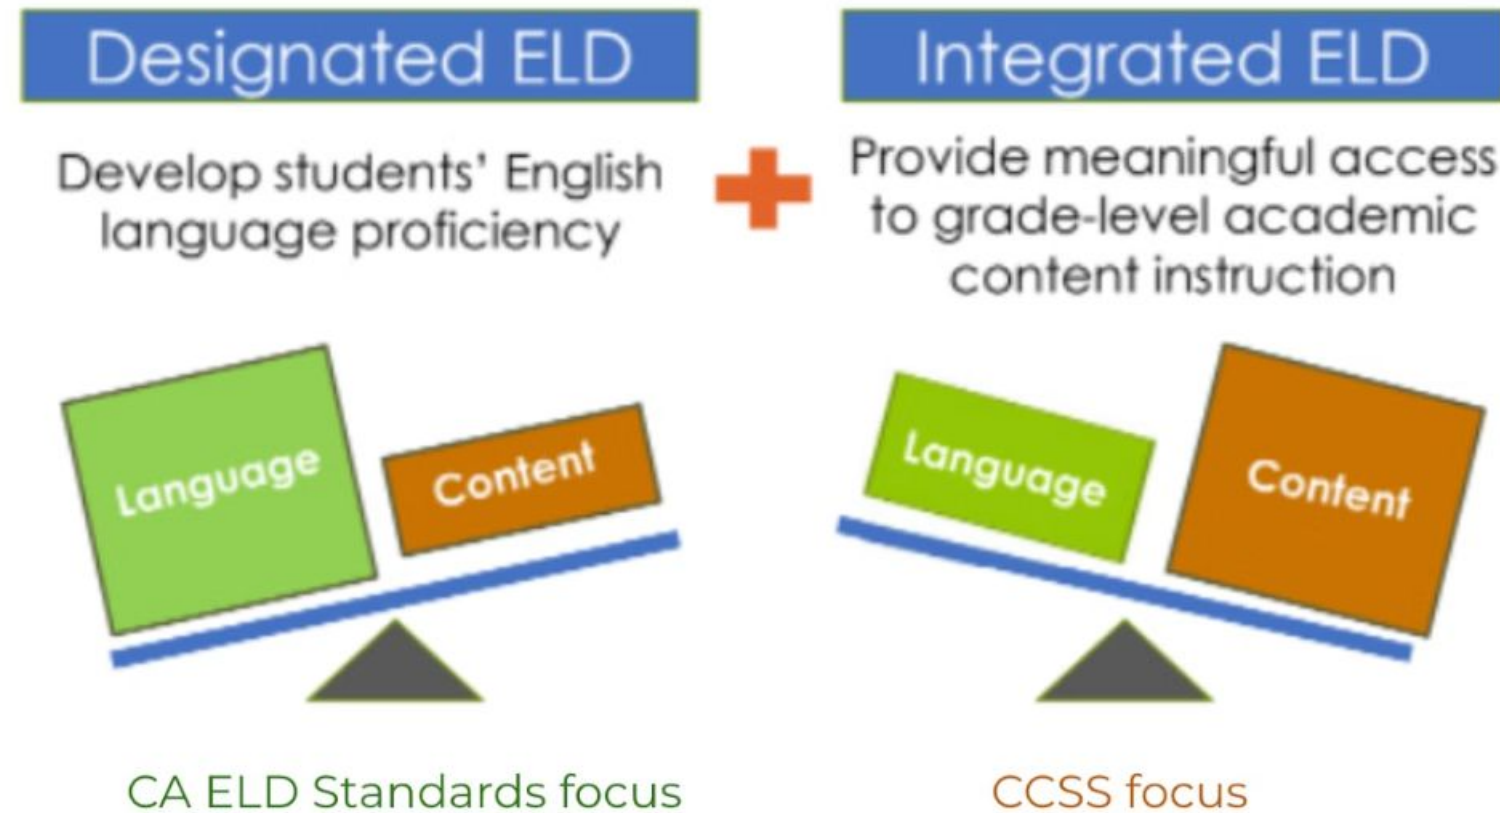 Designated ELD
Develop students' English
language proficiency
Language
Content
CA ELD Standards focus
Integrated ELD
Provide meaningful access
to grade-level academic
content instruction
Language
Content
CCSS focus